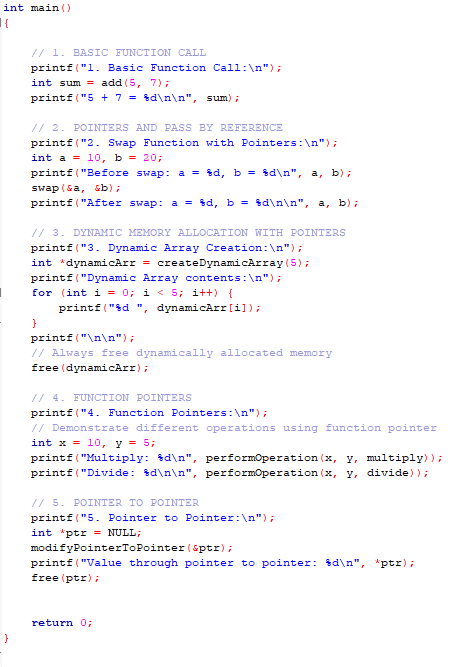 int main()
{
// 1. BASIC FUNCTION CALL
printf("1. Basic Function Call:\n");
int sum = add(5, 7);
printf("5 + 7 = %d\n\n", sum);
// 2. POINTERS AND PASS BY REFERENCE
printf("2. Swap Function with Pointers:\n");
int a = 10, b = 20;
printf("Before swap: a = %d, b = %d\n", a, b);
swap(&a, &b);
printf("After swap: a = %d, b = %d\n\n", a, b);
// 3. DYNAMIC MEMORY ALLOCATION WITH POINTERS
printf("3. Dynamic Array Creation:\n");
int *dynamicArr = createDynamicArray(5);
printf("Dynamic Array contents:\n");
for (int i = 0; i < 5; i++) {
printf("%d ", dynamicArr[i]);
}
printf("\n\n");
// Always free dynamically allocated memory
free(dynamicArr);
// 4. FUNCTION POINTERS
printf("4. Function Pointers:\n");
// Demonstrate different operations using function pointer
int x = 10, y = 5;
printf("Multiply: %d\n", performOperation(x, y, multiply));
printf("Divide: %d\n\n", performOperation(x, y, divide));
// 5. POINTER TO POINTER
printf("5. Pointer to Pointer:\n");
int *ptr = NULL;
modifyPointerToPointer(&ptr);
printf("Value through pointer to pointer: %d\n", *ptr);
free(ptr);
return 0;
}